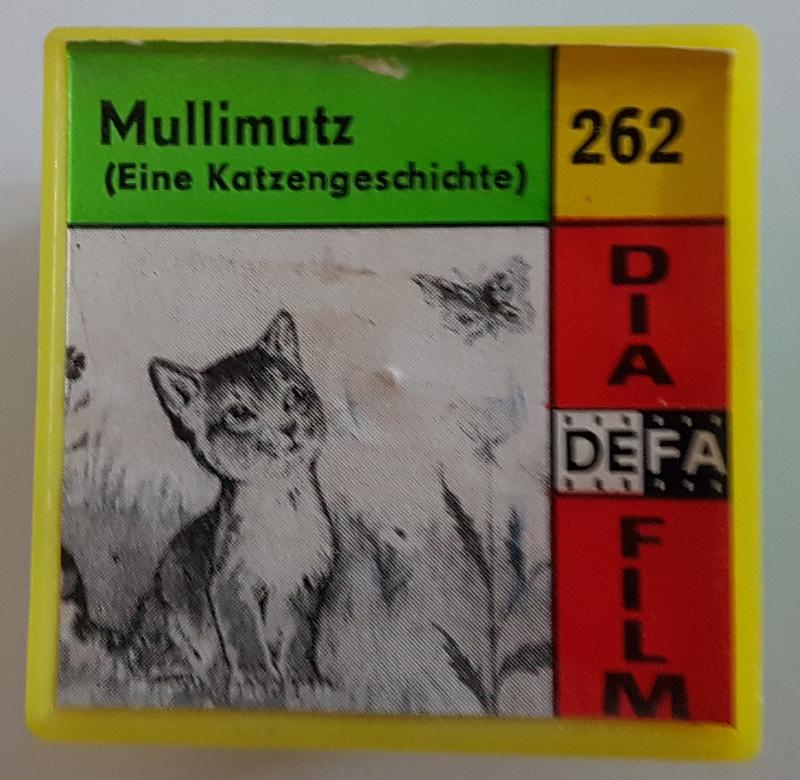 Mullimutz
(Eine Katzengeschichte)
262
DIA
DEFA
FILM